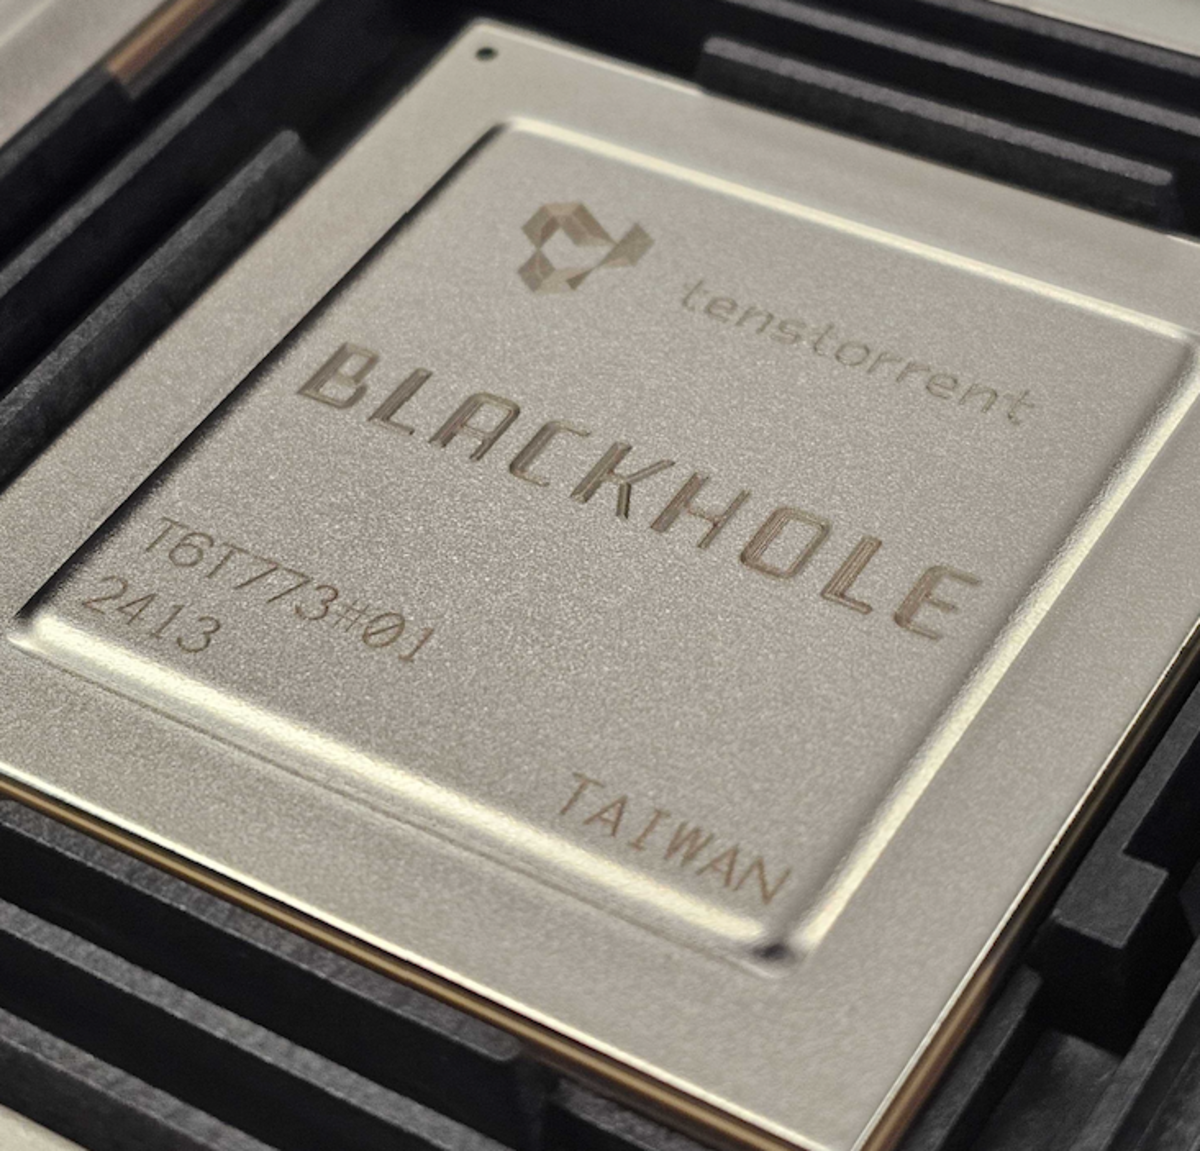 tenstorrent
BLACKHOLE
T6T773#01
2413
TAIWAN